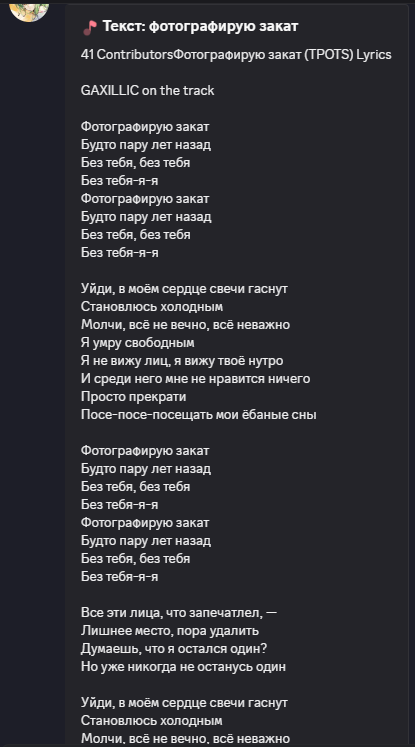 Текст: фотографирую закат
41 ContributorsФотографирую закат (TPOTS) Lyrics
GAXILLIC on the track
Фотографирую закат
Будто пару лет назад
Без тебя, без тебя
Без тебя-я-я
Фотографирую закат
Будто пару лет назад
Без тебя, без тебя
Без тебя-я-я
Уйди, в моём сердце свечи гаснут
Становлюсь холодным
Молчи, всё не вечно, всё неважно
Я умру свободным
Я не вижу лиц, я вижу твоё нутро
И среди него мне не нравится ничего
Просто прекрати
Посе-посе-посещать мои ёбаные сны
Фотографирую закат
Будто пару лет назад
Без тебя, без тебя
Без тебя-я-я
Фотографирую закат
Будто пару лет назад
Без тебя, без тебя
Без тебя-я-я
Все эти лица, что запечатлел, —
Лишнее место, пора удалить
Думаешь, что я остался один?
Но уже никогда не останусь один
Уйди, в моём сердце свечи гаснут
Становлюсь холодным
Молчи, всё не вечно, всё неважно